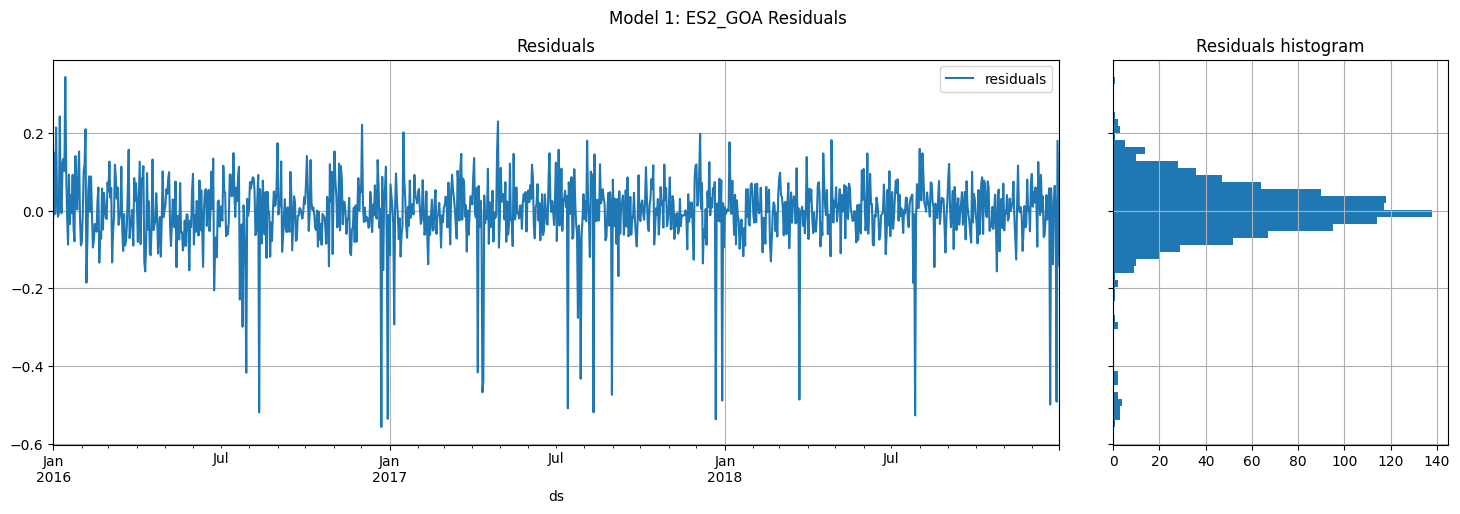 Model 1: ES2_GOA Residuals
Residuals
Residuals histogram
residuals
0.2
0.0
−0.2
−0.4
−0.6
Jan
2016
Jul
Jan
2017
Jul
Jan
2018
Jul
ds
0 20 40 60 80 100 120 140